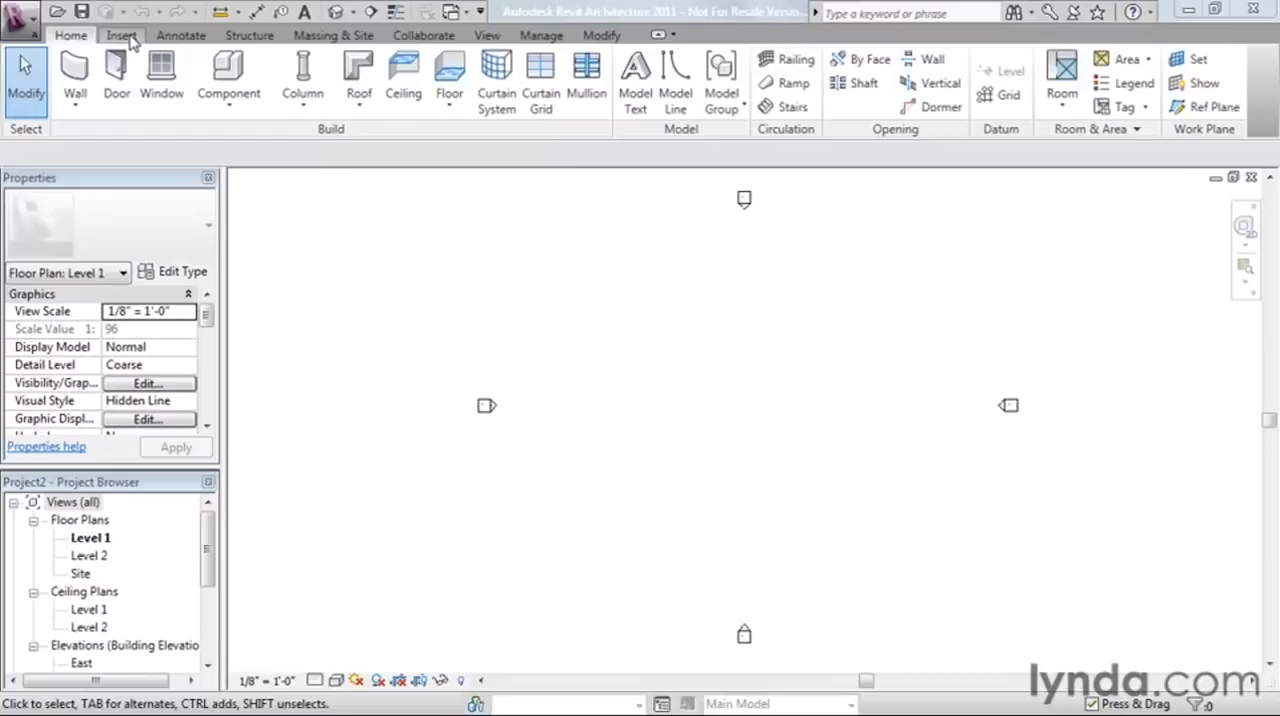 Autodesk Revit Architecture 2011 - Not For Resale Versio...
Type a keyword or phrase
Home Insert Annotate Structure Massing & Site Collaborate View Manage Modify
Modify Wall Door Window Component Column Roof Ceiling Floor Curtain System Curtain Grid Mullion Model Text Model Line Model Group Room
Railing By Face Wall Level Area Set
Ramp Shaft Vertical Grid Legend Show
Stairs Dormer Tag Ref Plane
Select Build Model Circulation Opening Datum Room & Area Work Plane
Properties
Floor Plan: Level 1 Edit Type
Graphics
View Scale 1/8" = 1'-0"
Scale Value 1: 96
Display Model Normal
Detail Level Coarse
Visibility/Grap... Edit...
Visual Style Hidden Line
Graphic Displ... Edit...
Properties help Apply
Project2 - Project Browser
Views (all)
Floor Plans
Level 1
Level 2
Site
Ceiling Plans
Level 1
Level 2
Elevations (Building Elevatio
East
2D
1/8" = 1'-0"
lynda.com
Click to select, TAB for alternates, CTRL adds, SHIFT unselects.
Main Model
Press & Drag
:0